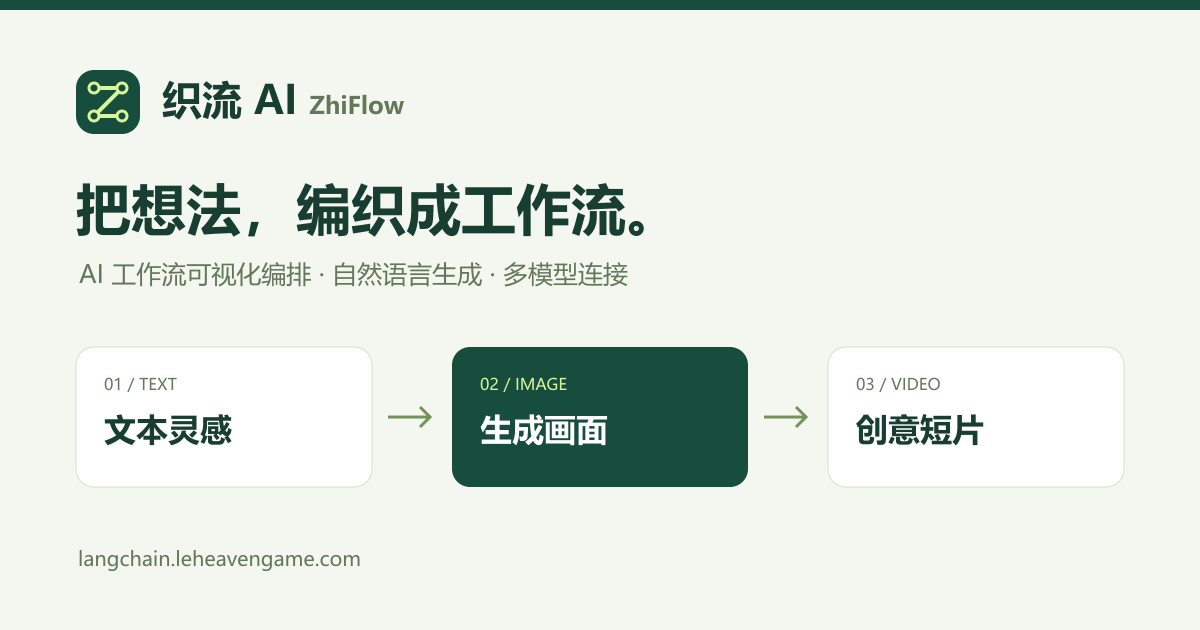 织流 AI ZhiFlow
把想法，编织成工作流。
AI 工作流可视化编排 · 自然语言生成 · 多模型连接
01 / TEXT
文本灵感
02 / IMAGE
生成画面
03 / VIDEO
创意短片
langchain.leheavengame.com